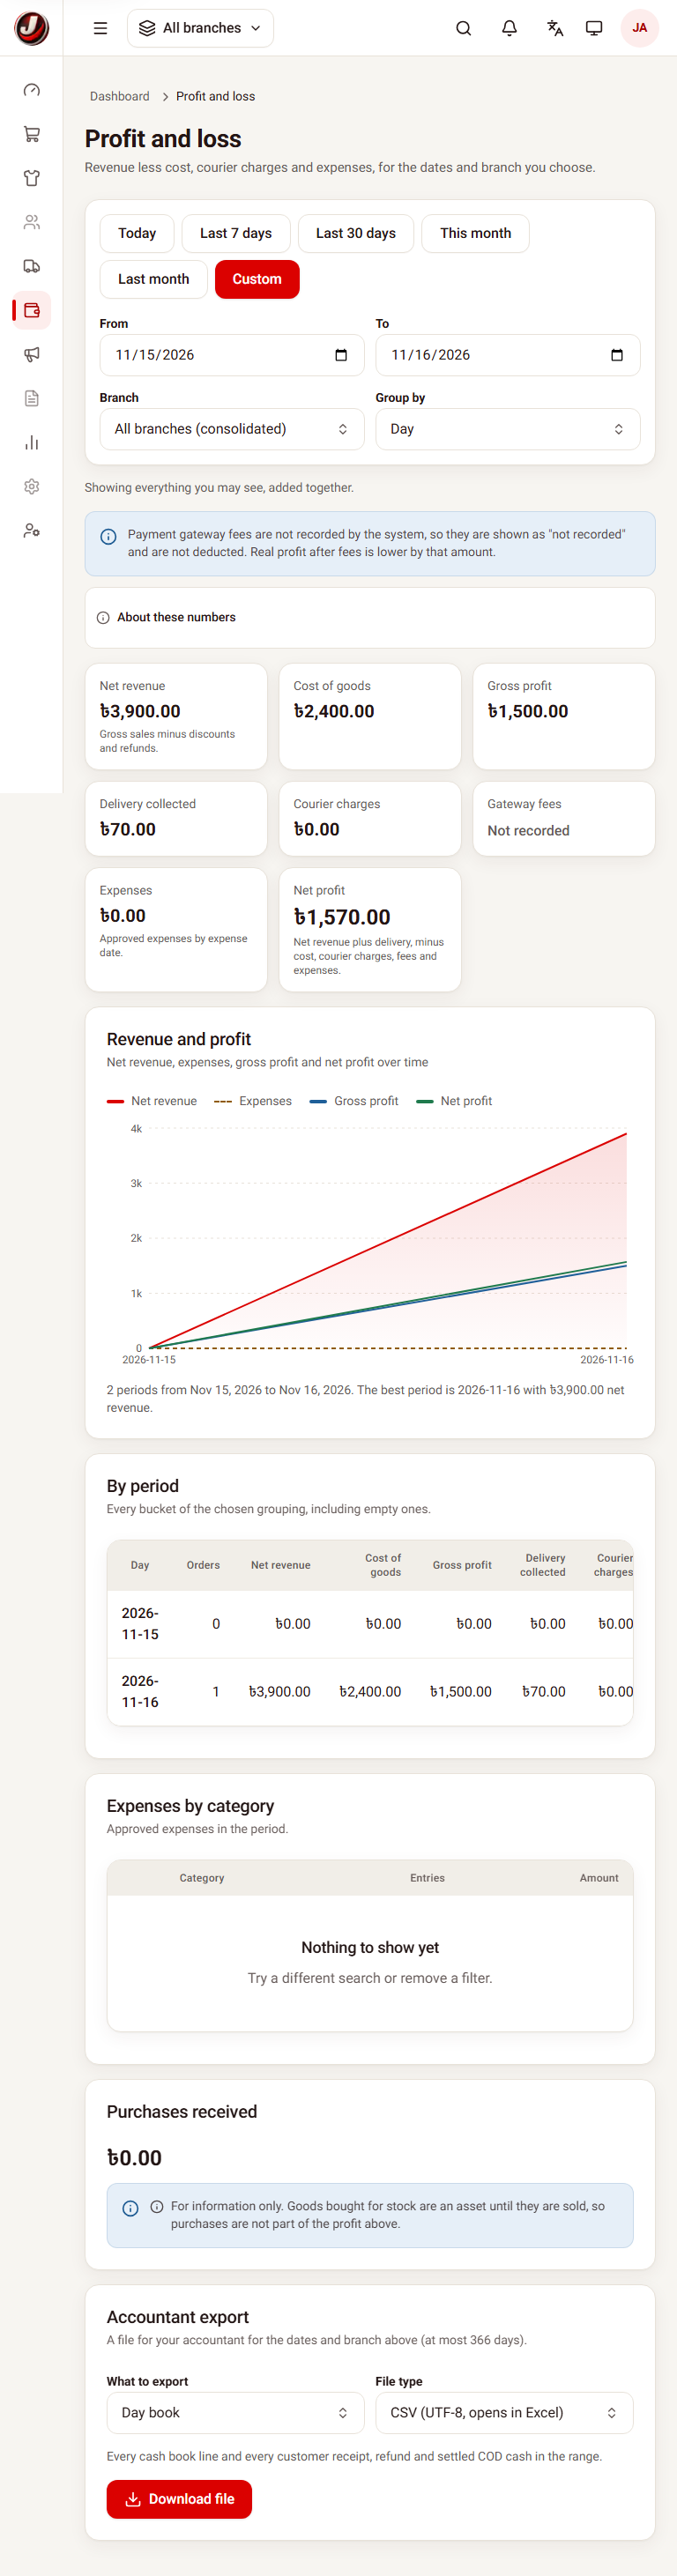 J
All branches
JA
Dashboard
Profit and loss
Profit and loss
Revenue less cost, courier charges and expenses, for the dates and branch you choose.
Today
Last 7 days
Last 30 days
This month
Last month
Custom
From
To
11/15/2026
11/16/2026
Branch
Group by
All branches (consolidated)
Day
Showing everything you may see, added together.
Payment gateway fees are not recorded by the system, so they are shown as "not recorded"
and are not deducted. Real profit after fees is lower by that amount.
About these numbers
Net revenue
৳3,900.00
Gross sales minus discounts
and refunds.
Cost of goods
৳2,400.00
Gross profit
৳1,500.00
Delivery collected
৳70.00
Courier charges
৳0.00
Gateway fees
Not recorded
Expenses
৳0.00
Approved expenses by expense
date.
Net profit
৳1,570.00
Net revenue plus delivery, minus
cost, courier charges, fees and
expenses.
Revenue and profit
Net revenue, expenses, gross profit and net profit over time
Net revenue
Expenses
Gross profit
Net profit
4k
3k
2k
1k
0
2026-11-15
2026-11-16
2 periods from Nov 15, 2026 to Nov 16, 2026. The best period is 2026-11-16 with ৳3,900.00 net
revenue.
By period
Every bucket of the chosen grouping, including empty ones.
Day
Orders
Net revenue
Cost of
goods
Gross profit
Delivery
collected
Courier
charges
2026-
11-15
0
৳0.00
৳0.00
৳0.00
৳0.00
৳0.00
2026-
11-16
1
৳3,900.00
৳2,400.00
৳1,500.00
৳70.00
৳0.00
Expenses by category
Approved expenses in the period.
Category
Entries
Amount
Nothing to show yet
Try a different search or remove a filter.
Purchases received
৳0.00
For information only. Goods bought for stock are an asset until they are sold, so
purchases are not part of the profit above.
Accountant export
A file for your accountant for the dates and branch above (at most 366 days).
What to export
File type
Day book
CSV (UTF-8, opens in Excel)
Every cash book line and every customer receipt, refund and settled COD cash in the range.
Download file